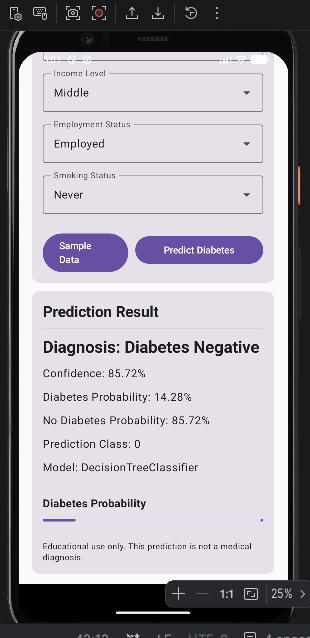 Income Level
Middle
Employment Status
Employed
Smoking Status
Never
Sample
Data
Predict Diabetes
Prediction Result
Diagnosis: Diabetes Negative
Confidence: 85.72%
Diabetes Probability: 14.28%
No Diabetes Probability: 85.72%
Prediction Class: 0
Model: DecisionTreeClassifier
Diabetes Probability
Educational use only. This prediction is not a medical
diagnosis.
1:1
25%